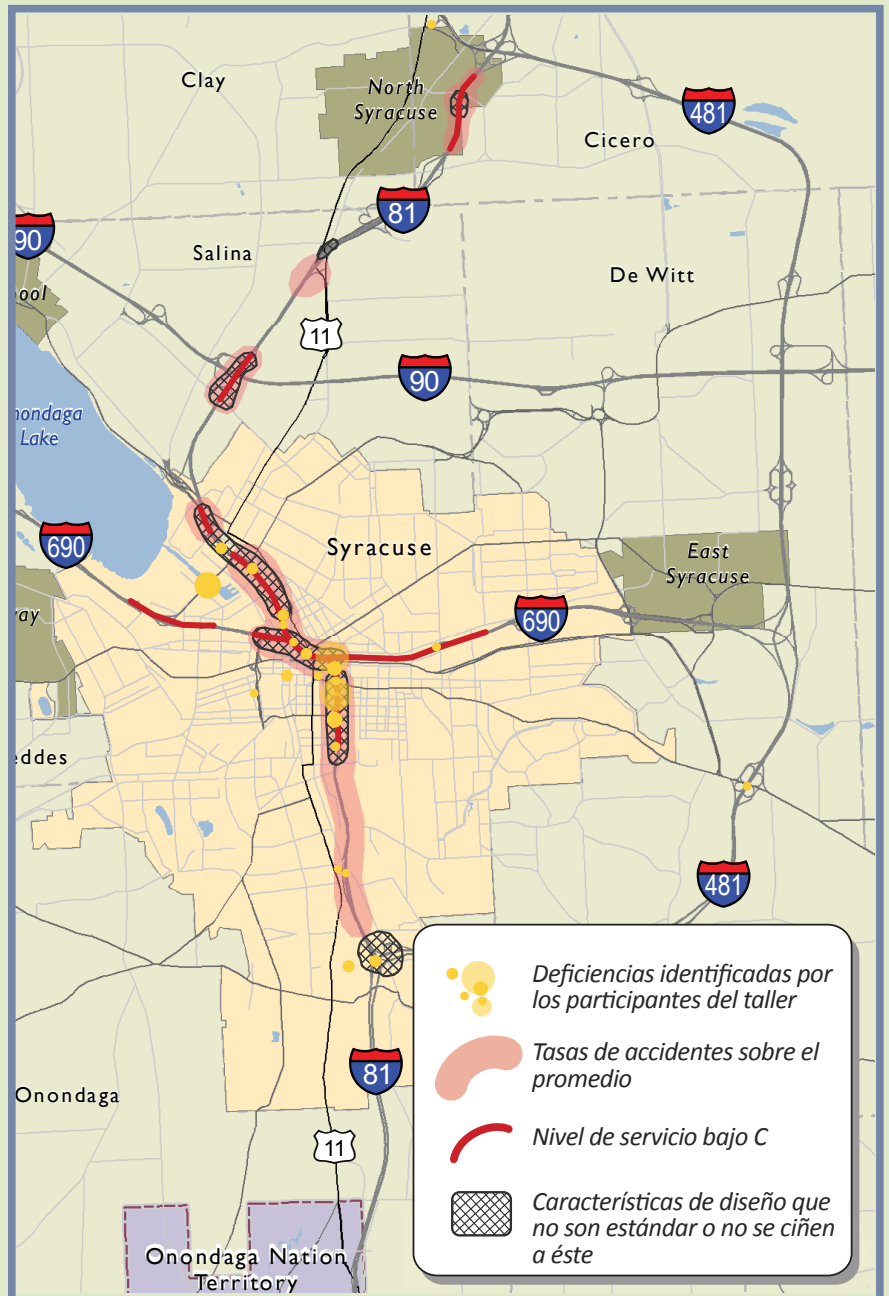 Clay
North
Syracuse
481
Cicero
81
90
Salina
De Witt
ool
11
90
nondaga
Lake
690
Syracuse
East
Syracuse
690
ray
eddes
481
Deficiencias identificadas por
los participantes del taller
Tasas de accidentes sobre el
promedio
81
Onondaga
Nivel de servicio bajo C
11
Características de diseño que
no son estándar o no se ciñen
a éste
Onondaga Nation
Territory